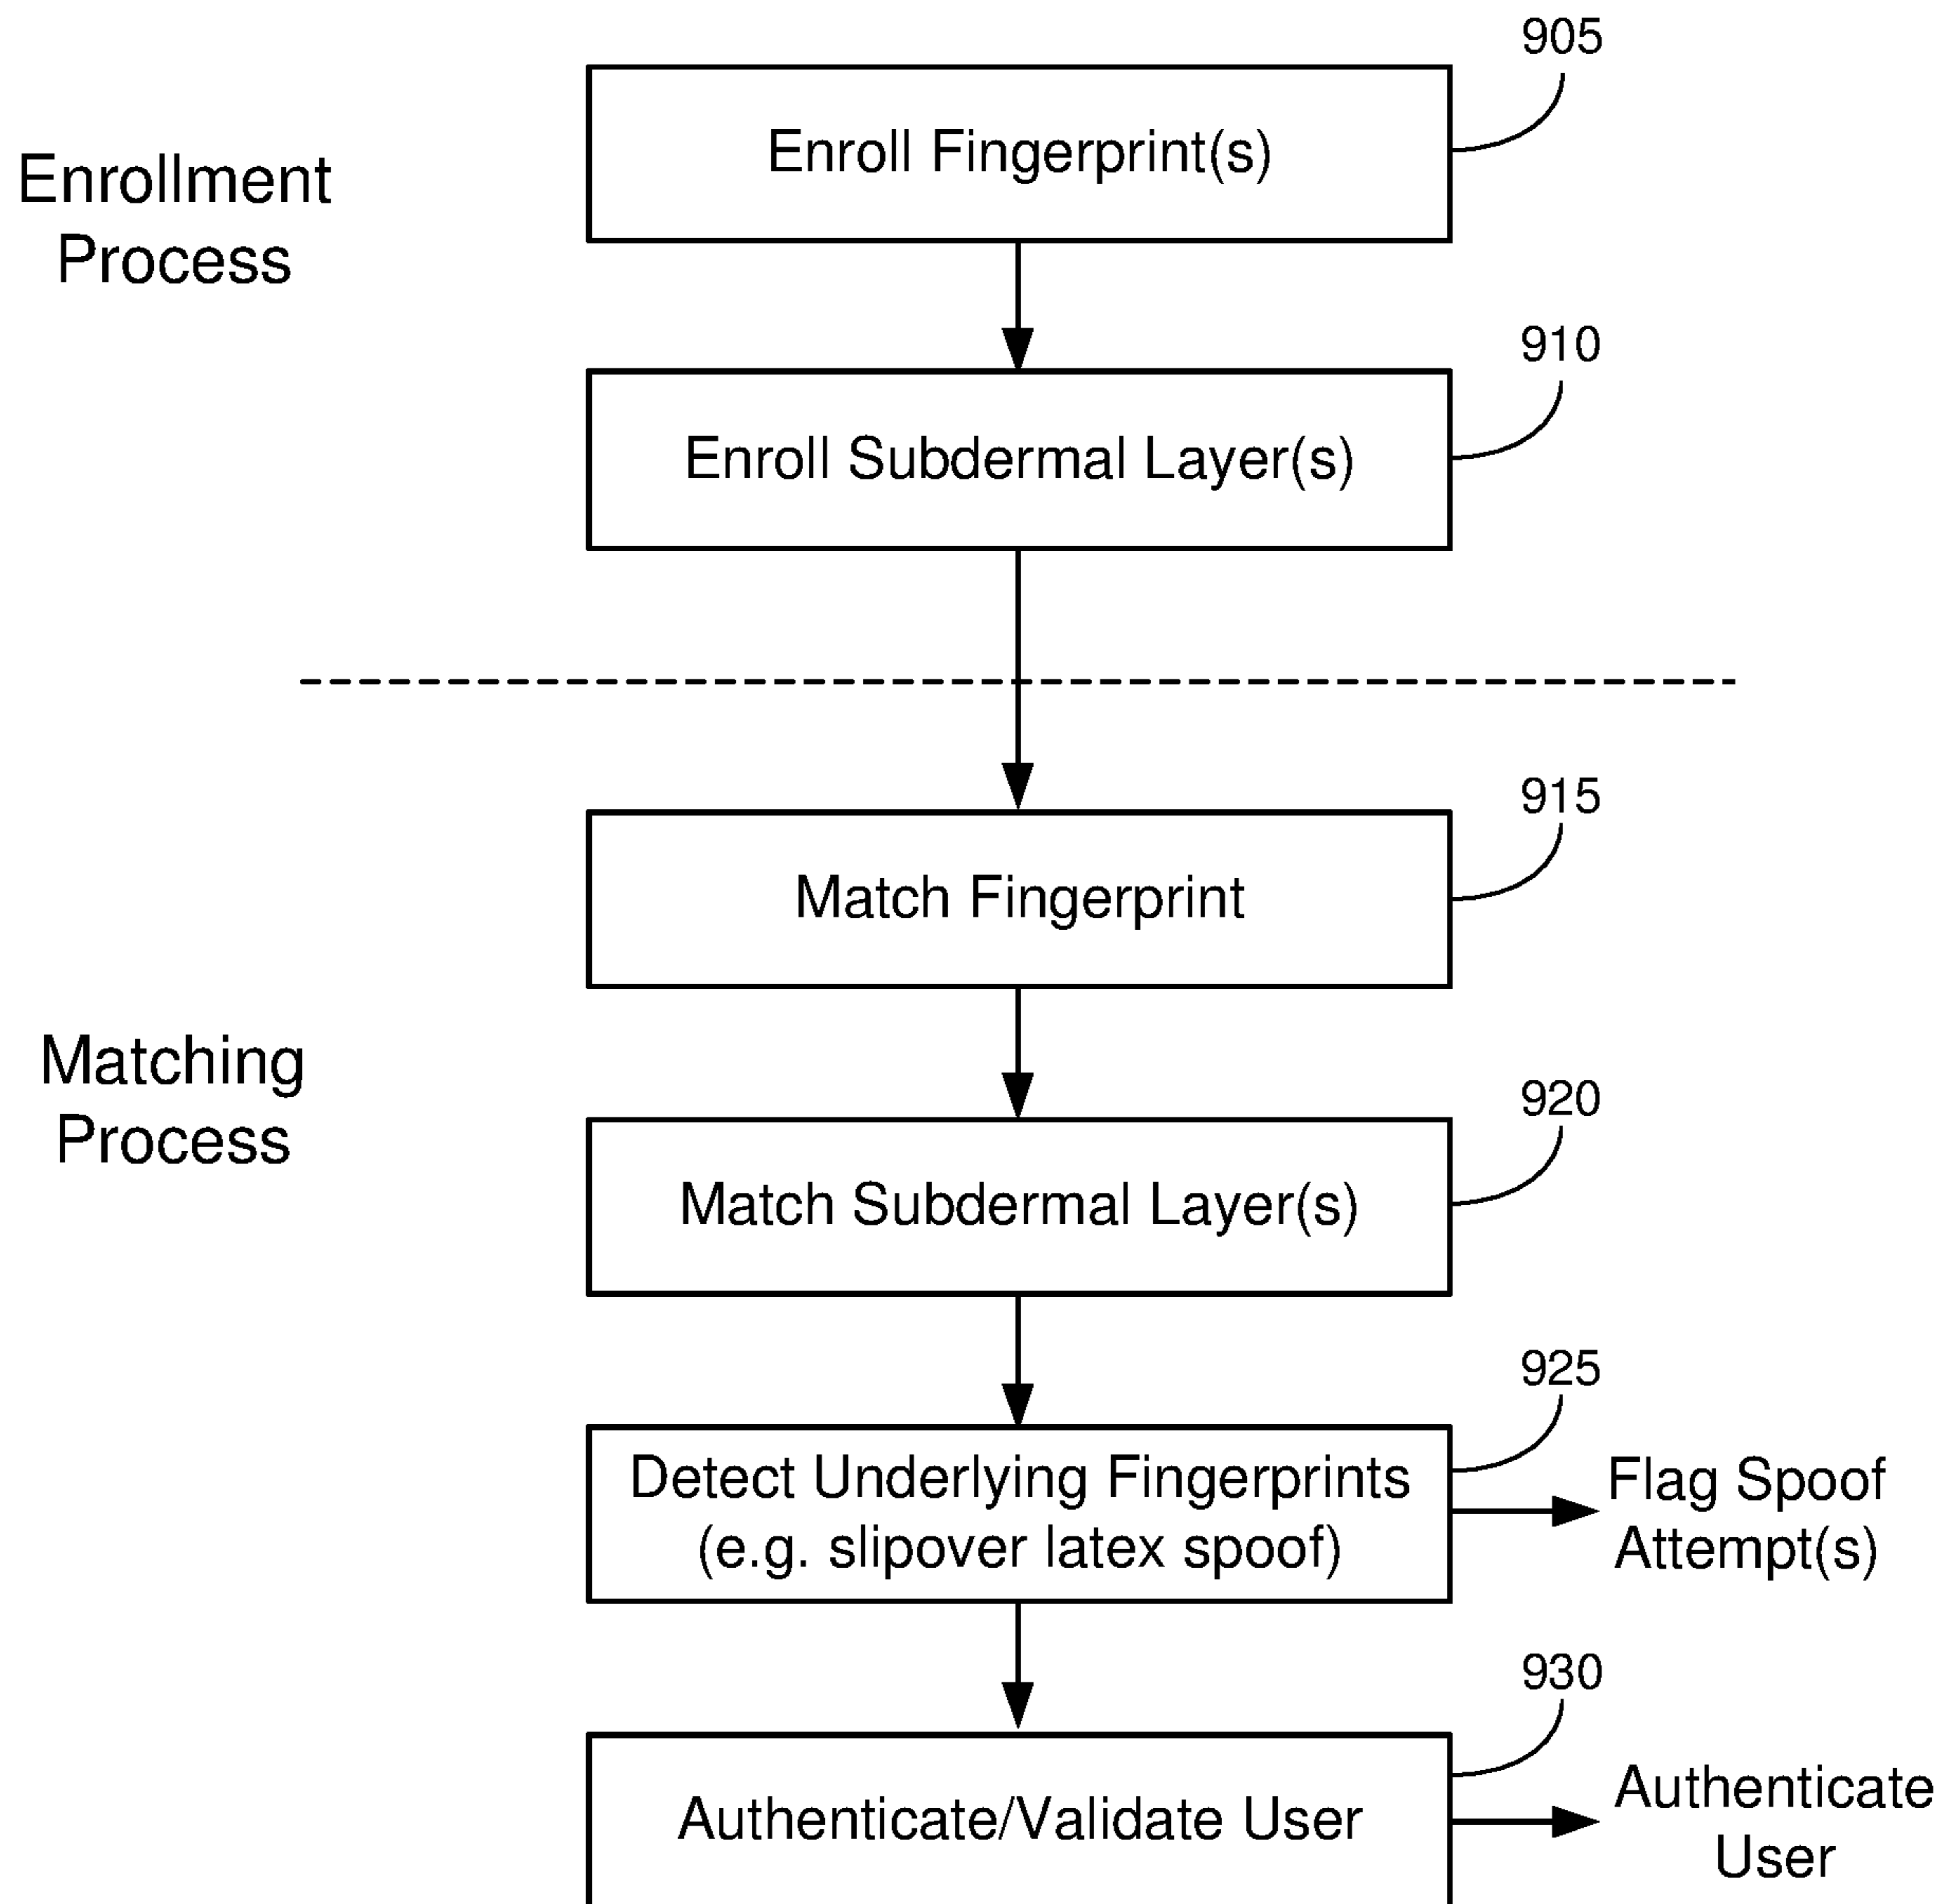 905
Enroll Fingerprint(s)
Enrollment
Process
910
Enroll Subdermal Layer(s)
915
Match Fingerprint
Matching
Process
920
Match Subdermal Layer(s)
925
Detect Underlying Fingerprints
(e.g. slipover latex spoof)
Flag Spoof
Attempt(s)
930
Authenticate/Validate User
Authenticate
User